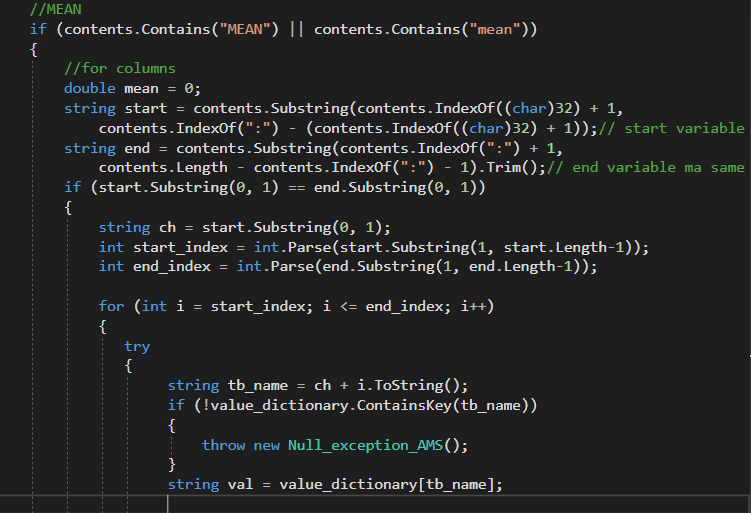 //MEAN
if (contents.Contains("MEAN") || contents.Contains("mean"))
{
//for columns
double mean = 0;
string start = contents.Substring(contents.IndexOf((char)32) + 1,
contents.IndexOf(":") - (contents.IndexOf((char)32) + 1));// start variable
string end = contents.Substring(contents.IndexOf(":") + 1,
contents.Length - contents.IndexOf(":") - 1).Trim();// end variable ma same
if (start.Substring(0, 1) == end.Substring(0, 1))
{
string ch = start.Substring(0, 1);
int start_index = int.Parse(start.Substring(1, start.Length-1));
int end_index = int.Parse(end.Substring(1, end.Length-1));
for (int i = start_index; i <= end_index; i++)
{
try
{
string tb_name = ch + i.ToString();
if (!value_dictionary.ContainsKey(tb_name))
{
throw new Null_exception_AMS();
}
string val = value_dictionary[tb_name];